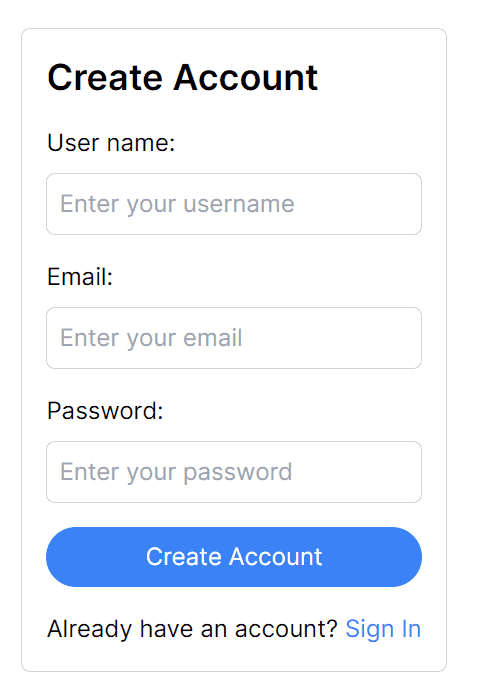 Create Account
User name:
Enter your username
Email:
Enter your email
Password:
Enter your password
Create Account
Already have an account? Sign In